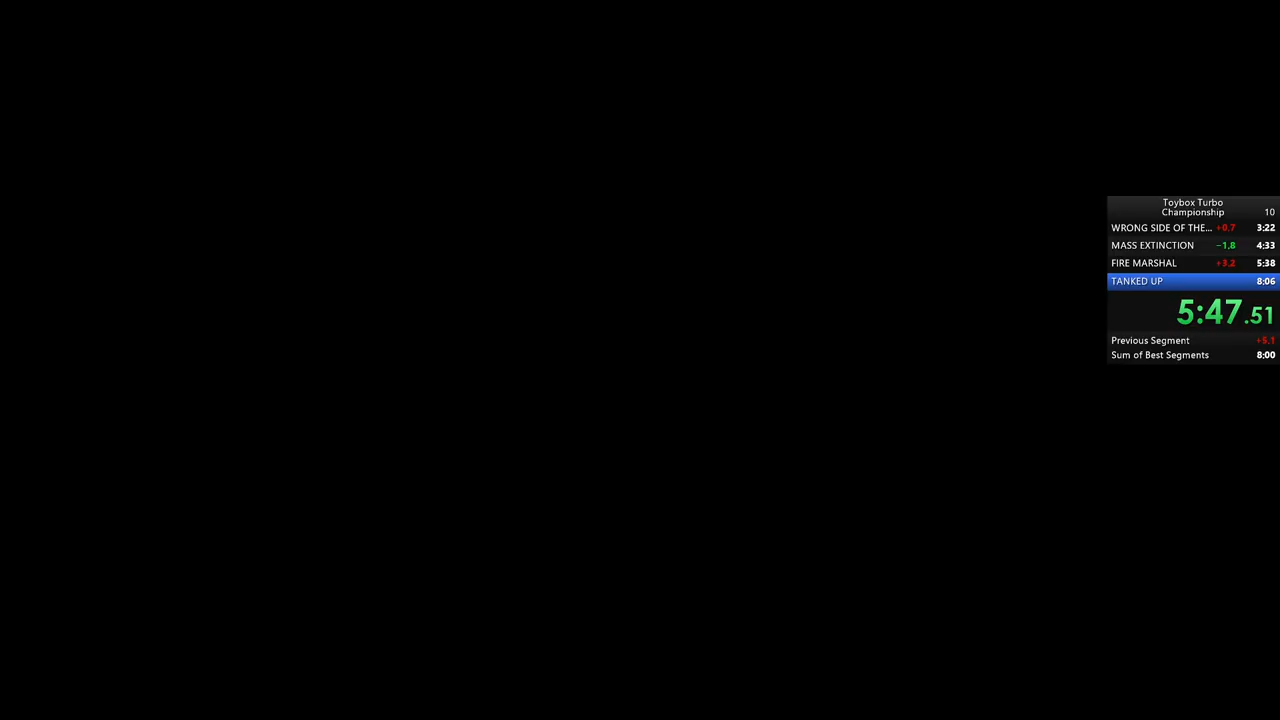 Toybox Turbo
Championship 10
WRONG SIDE OF THE... +0.7 3:22
MASS EXTINCTION −1.8 4:33
FIRE MARSHAL +3.2 5:38
TANKED UP 8:06
5:47.51
Previous Segment +5.1
Sum of Best Segments 8:00